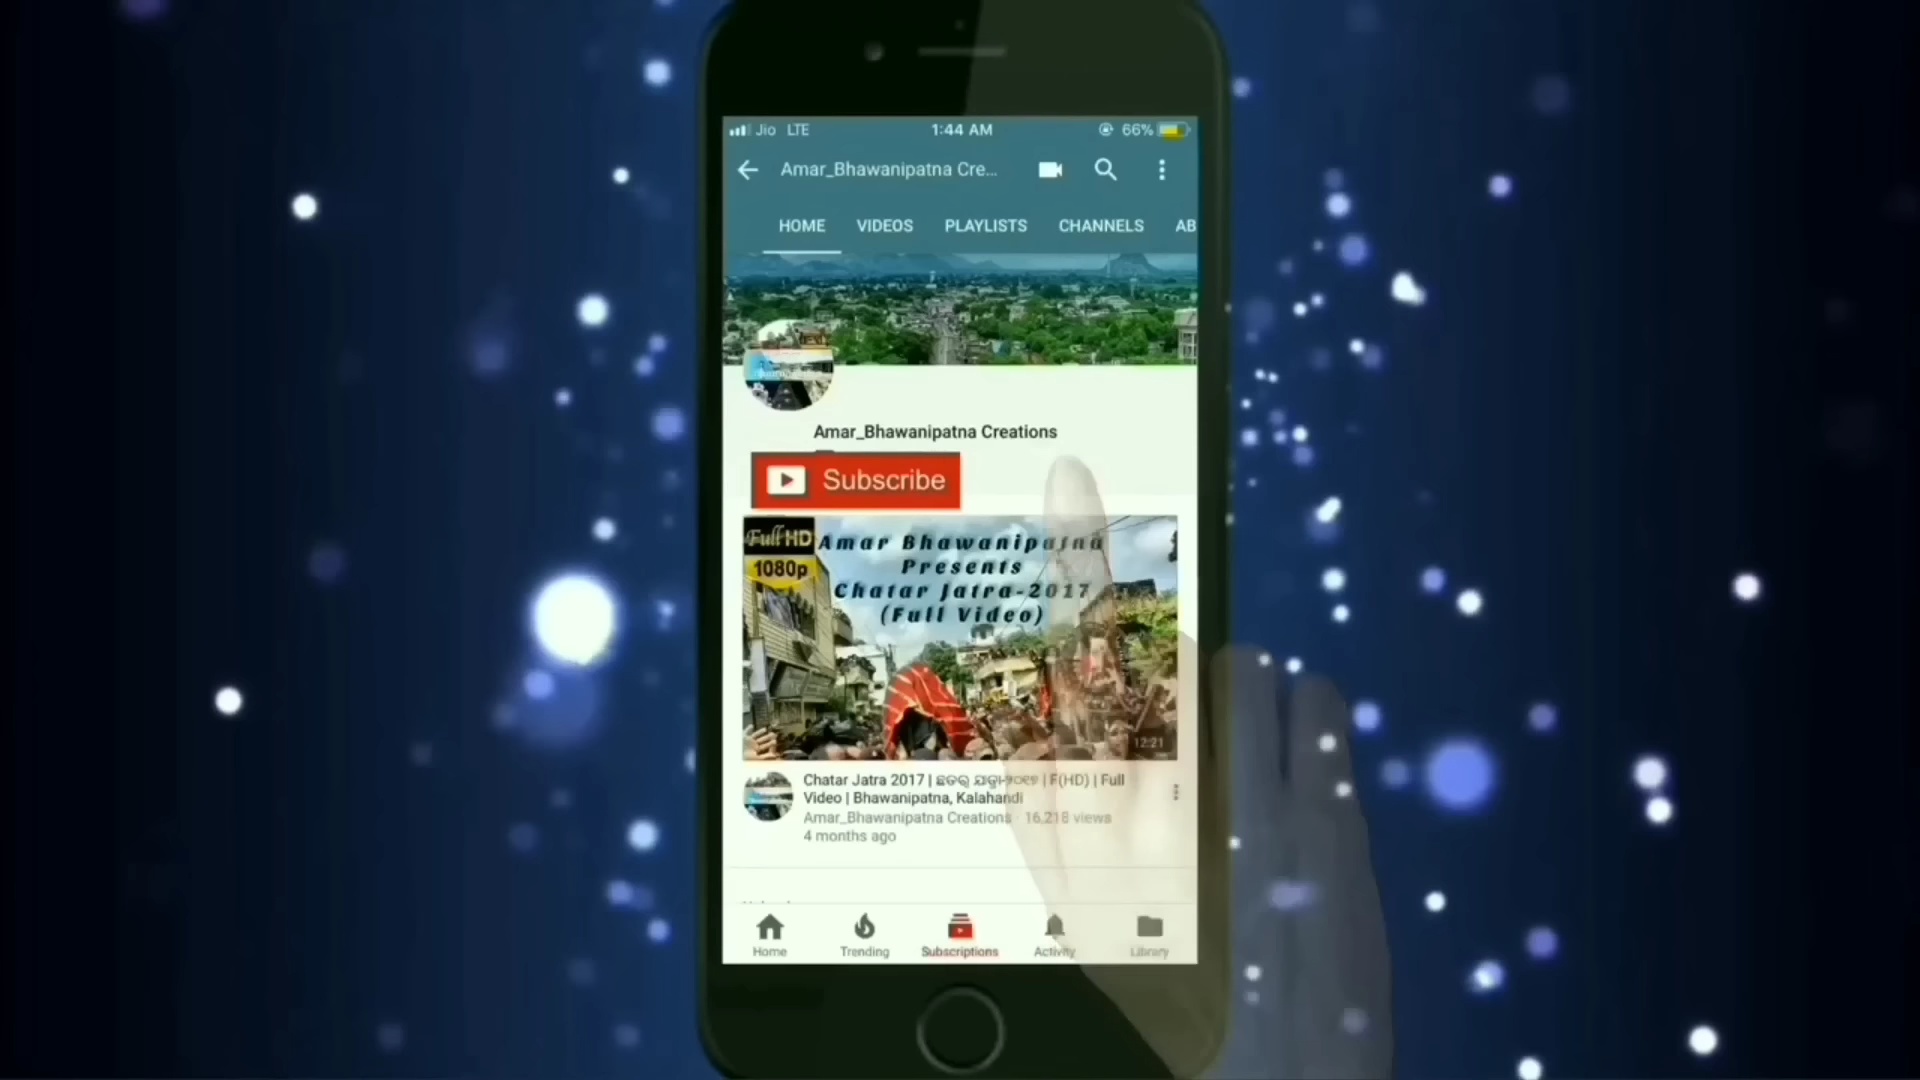 Jio LTE 1:44 AM 66%
Amar_Bhawanipatna Cre...
HOME VIDEOS PLAYLISTS CHANNELS AB
Amar_Bhawanipatna Creations
Subscribe
Full HD
1080p
Amar Bhawanipatna
Presents
Chatar Jatra-2017
(Full Video)
12:21
Chatar Jatra 2017 | ଛତର ଯାତ୍ରା-୨୦୧୭ | F(HD) | Full
Video | Bhawanipatna, Kalahandi
Amar_Bhawanipatna Creations · 16,218 views
4 months ago
Home Trending Subscriptions Activity Library